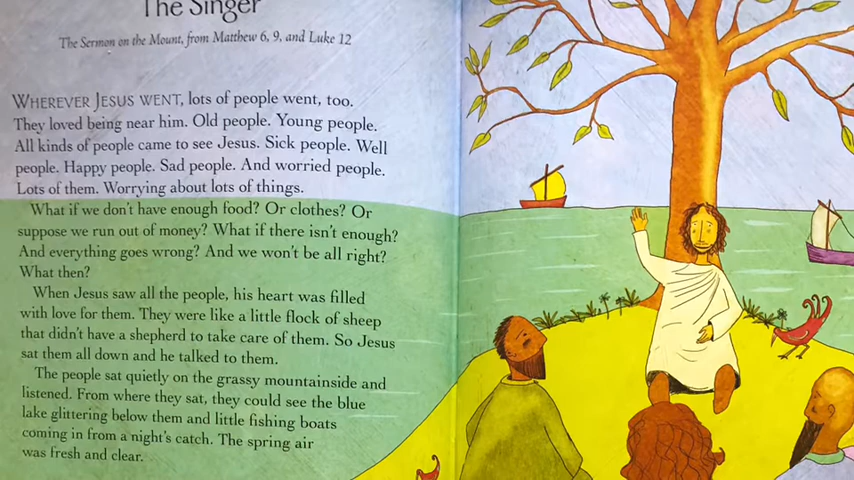 The Singer
The Sermon on the Mount, from Matthew 6, 9, and Luke 12
WHEREVER JESUS WENT, lots of people went, too.
They loved being near him. Old people. Young people.
All kinds of people came to see Jesus. Sick people. Well
people. Happy people. Sad people. And worried people.
Lots of them. Worrying about lots of things.
What if we don't have enough food? Or clothes? Or
suppose we run out of money? What if there isn't enough?
And everything goes wrong? And we won't be all right?
What then?
When Jesus saw all the people, his heart was filled
with love for them. They were like a little flock of sheep
that didn't have a shepherd to take care of them. So Jesus
sat them all down and he talked to them.
The people sat quietly on the grassy mountainside and
listened. From where they sat, they could see the blue
lake glittering below them and little fishing boats
coming in from a night's catch. The spring air
was fresh and clear.